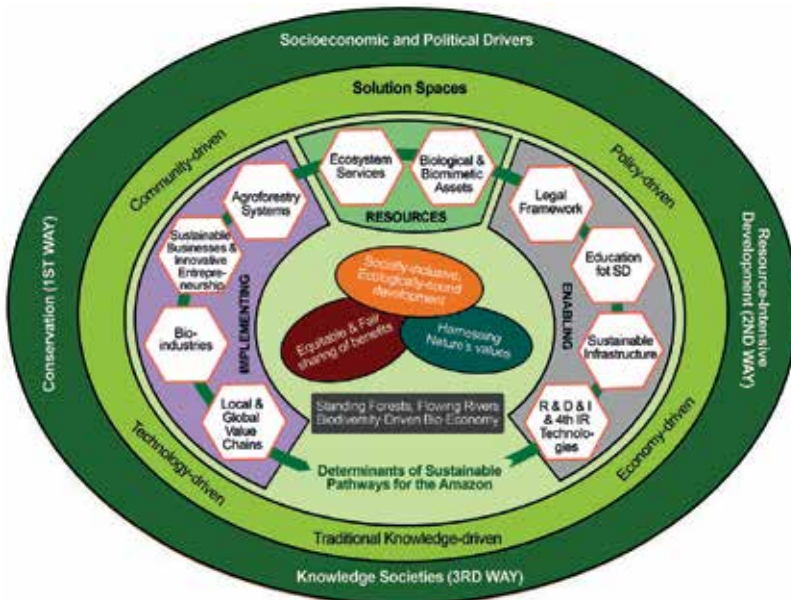 Socioeconomic and Political Drivers
Solution Spaces
Community-driven
Policy-driven
Conservation (1ST WAY)
Resource-Intensive
Development (2ND WAY)
Technology-driven
Economy-driven
Traditional Knowledge-driven
Knowledge Societies (3RD WAY)
Ecosystem
Services
Biological &
Biomimetic
Assets
RESOURCES
Agroforestry
Systems
Sustainable
Businesses &
Innovative
Entrepre-
neurship
Bio-
industries
Local &
Global
Value
Chains
IMPLEMENTING
Legal
Framework
Education
fot SD
Sustainable
Infrastructure
R & D & I
& 4th IR
Technolo-
gies
ENABLING
Socially-inclusive,
Ecologically-sound
development
Equitable & Fair
sharing of benefits
Harnessing
Nature's values
Standing Forests, Flowing Rivers
Biodiversity-Driven Bio-Economy
Determinants of Sustainable
Pathways for the Amazon